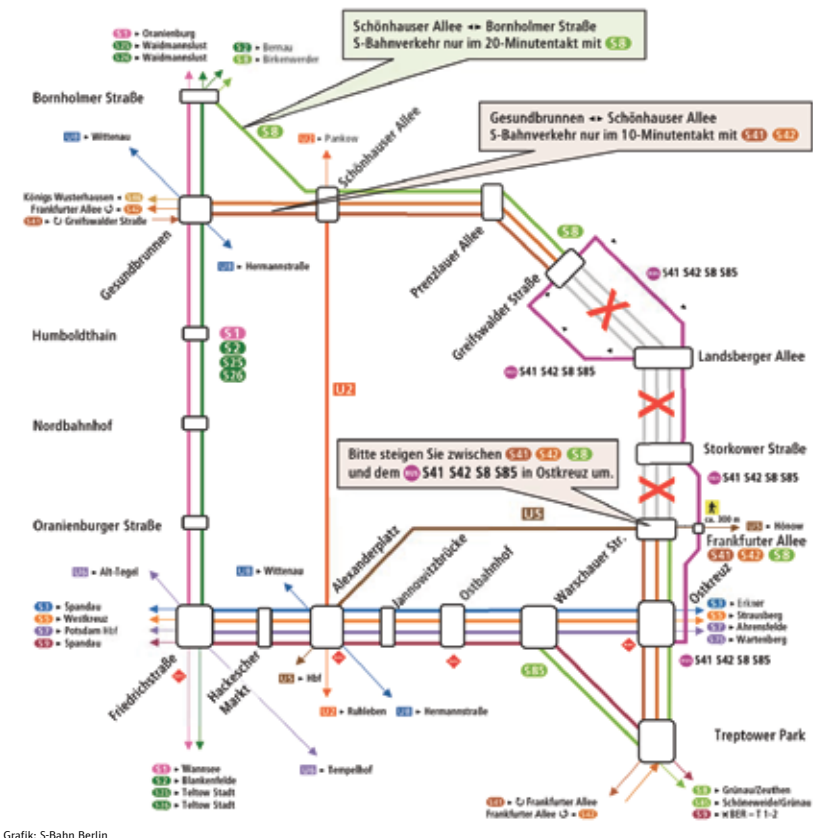 S1 ▸ Oranienburg
S25 ▸ Waidmannslust
S26 ▸ Waidmannslust
S2 ▸ Bernau
S8 ▸ Birkenwerder
Schönhauser Allee ◂▸ Bornholmer Straße
S-Bahnverkehr nur im 20-Minutentakt mit S8
Bornholmer Straße
S8
Gesundbrunnen ◂▸ Schönhauser Allee
S-Bahnverkehr nur im 10-Minutentakt mit S41 S42
U8 ▸ Wittenau
U2 ▸ Pankow
Schönhauser Allee
Königs Wusterhausen ◂ S46
Frankfurter Allee ↺ ◂ S42
S41 ▸ ↻ Greifswalder Straße
Gesundbrunnen
U8 ▸ Hermannstraße
Prenzlauer Allee
S8
Greifswalder Straße
BUS S41 S42 S8 S85
Humboldthain
S1
S2
S25
S26
Landsberger Allee
BUS S41 S42 S8 S85
U2
Nordbahnhof
Bitte steigen Sie zwischen S41 S42 S8
und dem BUS S41 S42 S8 S85 in Ostkreuz um.
Storkower Straße
BUS S41 S42 S8 S85
Oranienburger Straße
U5
ca. 300 m
U5 ▸ Hönow
Frankfurter Allee
S41 S42 S8
U6 ▸ Alt-Tegel
U8 ▸ Wittenau
Alexanderplatz
Jannowitzbrücke
Ostbahnhof
Warschauer Str.
Ostkreuz
S3 ▸ Spandau
S5 ▸ Westkreuz
S7 ▸ Potsdam Hbf
S9 ▸ Spandau
S3 ▸ Erkner
S5 ▸ Strausberg
S7 ▸ Ahrensfelde
S75 ▸ Wartenberg
BUS S41 S42 S8 S85
Friedrichstraße
Hackescher
Markt
U5 ▸ Hbf
S85
U2 ▸ Ruhleben
U8 ▸ Hermannstraße
Treptower Park
S1 ▸ Wannsee
S2 ▸ Blankenfelde
S25 ▸ Teltow Stadt
S26 ▸ Teltow Stadt
U6 ▸ Tempelhof
S41 ▸ ↻ Frankfurter Allee
Frankfurter Allee ↺ ◂ S42
S8 ▸ Grünau/Zeuthen
S85 ▸ Schöneweide/Grünau
S9 ▸ BER – T 1-2
Grafik: S-Bahn Berlin